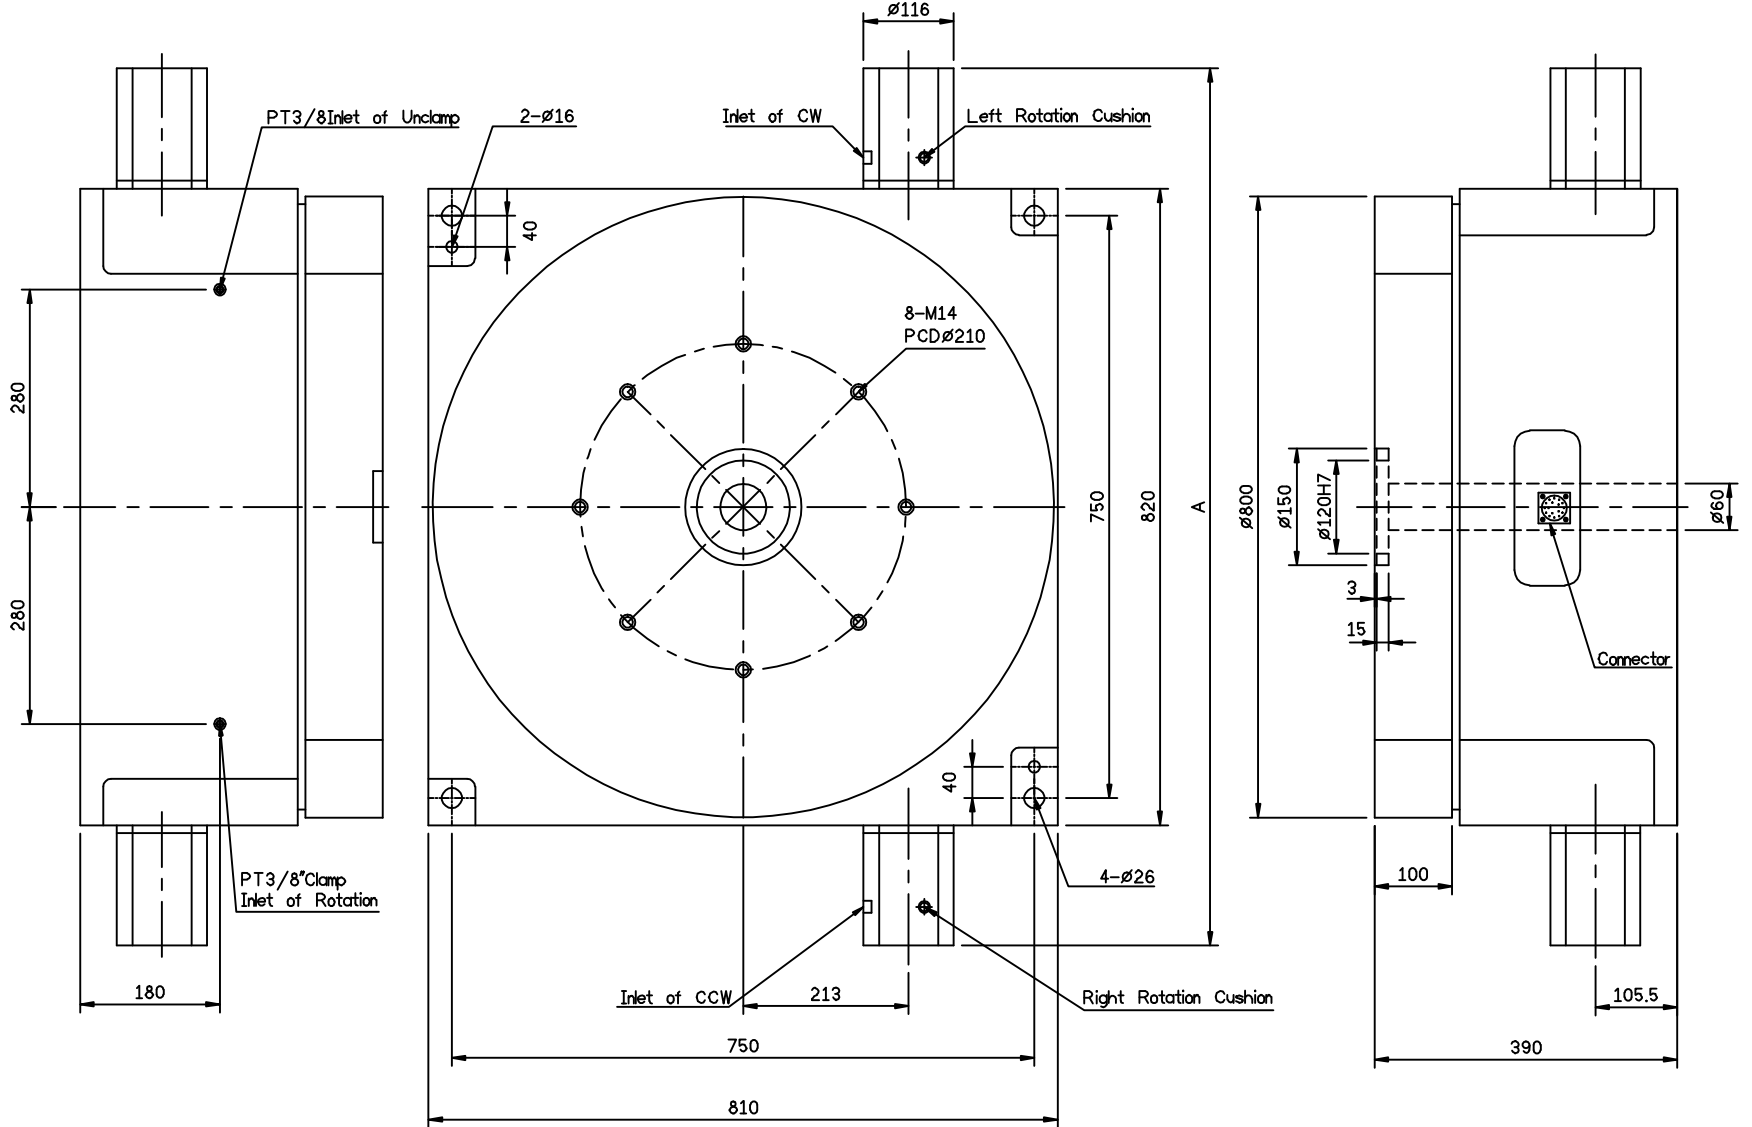 Ø116
PT3/8Inlet of Unclamp
2-Ø16
Inlet of CW
Left Rotation Cushion
40
8-M14
PCDØ210
280
280
750
820
A
Ø800
Ø150
Ø120H7
Ø60
3
15
Connector
40
PT3/8"Clamp
Inlet of Rotation
4-Ø26
100
180
Inlet of CCW
213
Right Rotation Cushion
105.5
750
390
810